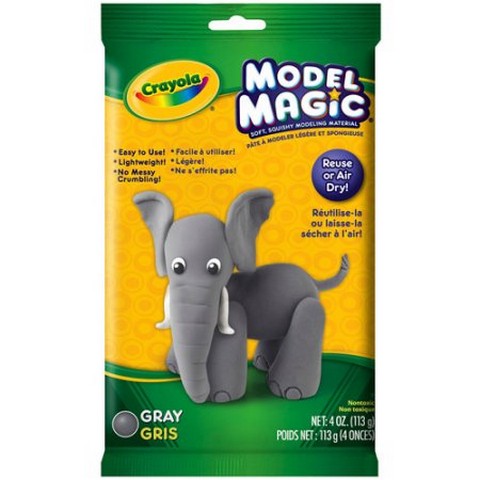 Crayola
MODEL
MAGIC
SOFT, SQUISHY MODELING MATERIAL
PÂTE À MODELER LÉGÈRE ET SPONGIEUSE
• Easy to Use!
• Lightweight!
• No Messy
Crumbling!
• Facile à utiliser!
• Légère!
• Ne s'effrite pas!
Reuse
or Air
Dry!
Réutilise-la
ou laisse-la
sécher à l'air!
GRAY
GRIS
Nontoxic
Non toxique
NET: 4 OZ. (113 g)
POIDS NET : 113 g (4 ONCES)